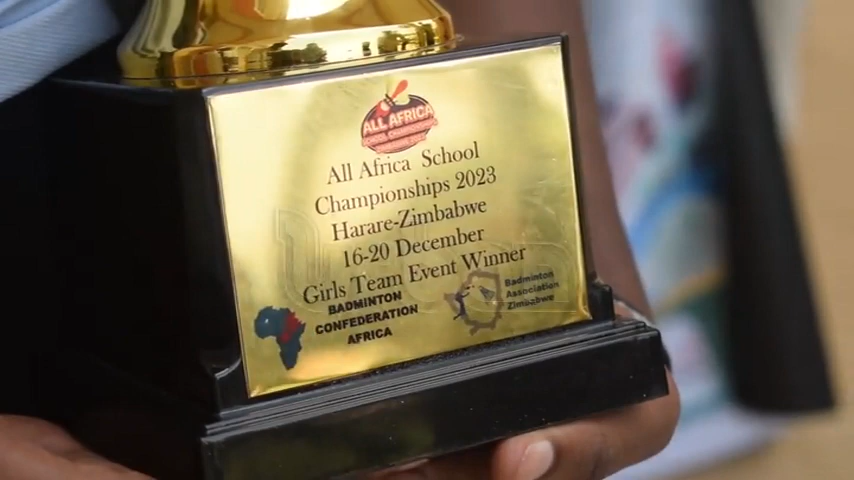 ALL AFRICA
All Africa School
Championships 2023
Harare-Zimbabwe
16-20 December
Girls Team Event Winner
BADMINTON
CONFEDERATION
AFRICA
Badminton
Association
Zimbabwe